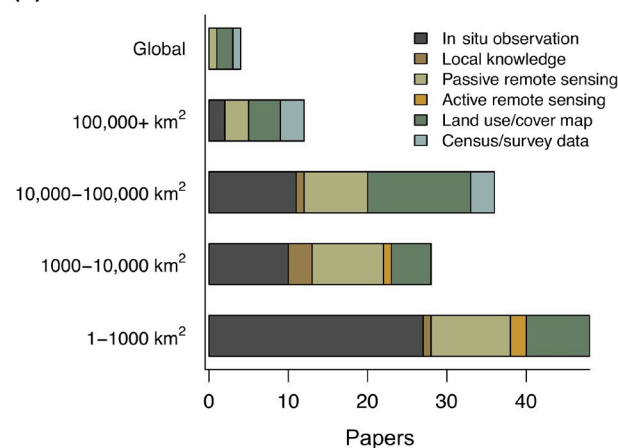 Global
100,000+ km²
10,000−100,000 km²
1000−10,000 km²
1−1000 km²
In situ observation
Local knowledge
Passive remote sensing
Active remote sensing
Land use/cover map
Census/survey data
0 10 20 30 40
Papers